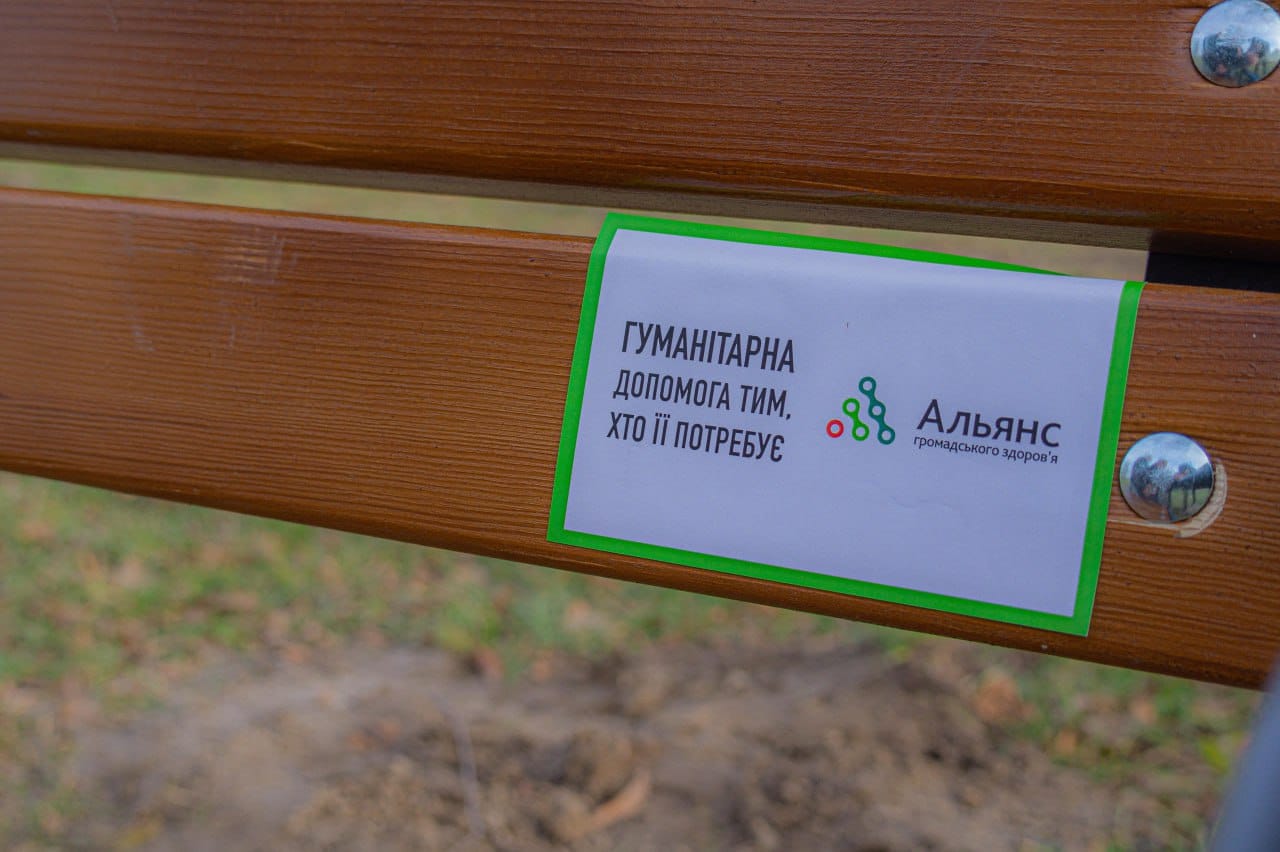 ГУМАНІТАРНА
ДОПОМОГА ТИМ,
ХТО ЇЇ ПОТРЕБУЄ
Альянс
громадського здоров'я